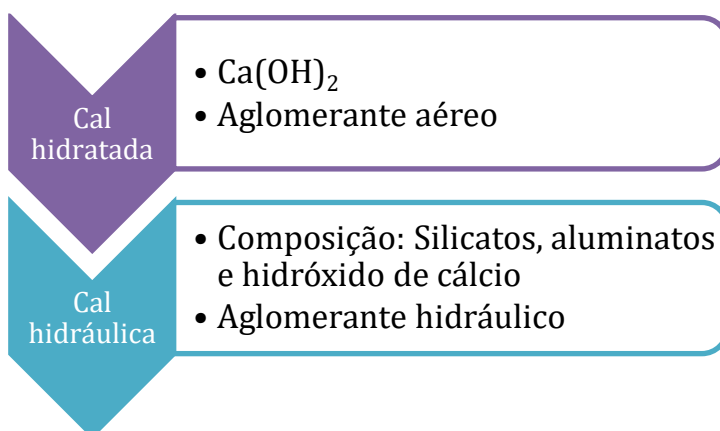 Cal
hidratada
• Ca(OH)₂
• Aglomerante aéreo
Cal
hidráulica
• Composição: Silicatos, aluminatos
e hidróxido de cálcio
• Aglomerante hidráulico